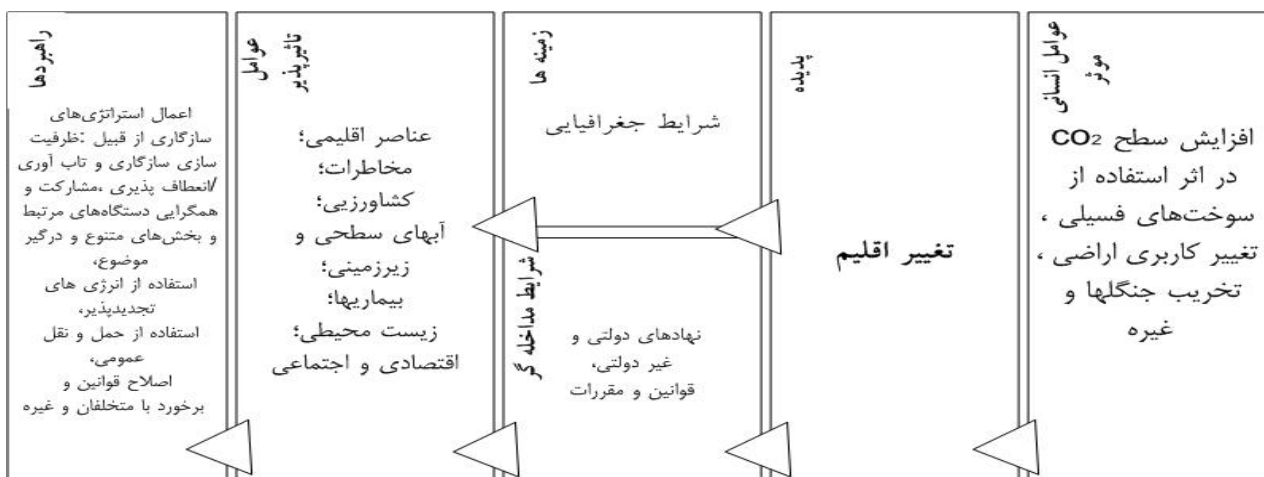 عوامل انسانی
موثر
افزایش سطح CO₂
در اثر استفاده از
سوخت‌های فسیلی ،
تغییر کاربری اراضی ،
تخریب جنگلها و
غیره
پدیده
تغییر اقلیم
زمینه ها
شرایط جغرافیایی
شرایط مداخله گر
نهادهای دولتی و
غیر دولتی،
قوانین و مقررات
عوامل
تاثیرپذیر
عناصر اقلیمی؛
مخاطرات؛
کشاورزیی؛
آبهای سطحی و
زیرزمینی؛
بیماریها؛
زیست محیطی؛
اقتصادی و اجتماعی
راهبردها
اعمال استراتژی‌های
سازگاری از قبیل :ظرفیت
سازی سازگاری و تاب آوری
/انعطاف پذیری ،مشارکت و
همگرایی دستگاه‌های مرتبط
و بخش‌های متنوع و درگیر
موضوع،
استفاده از انرژی های
تجدیدپذیر،
استفاده از حمل و نقل
عمومی،
اصلاح قوانین و
برخورد با متخلفان و غیره